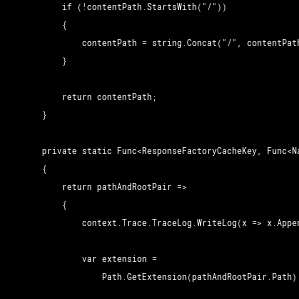 if (!contentPath.StartsWith("/"))
{
contentPath = string.Concat("/", contentPath
}
return contentPath;
}
private static Func<ResponseFactoryCacheKey, Func<Na
{
return pathAndRootPair =>
{
context.Trace.TraceLog.WriteLog(x => x.Appen
var extension =
Path.GetExtension(pathAndRootPair.Path)